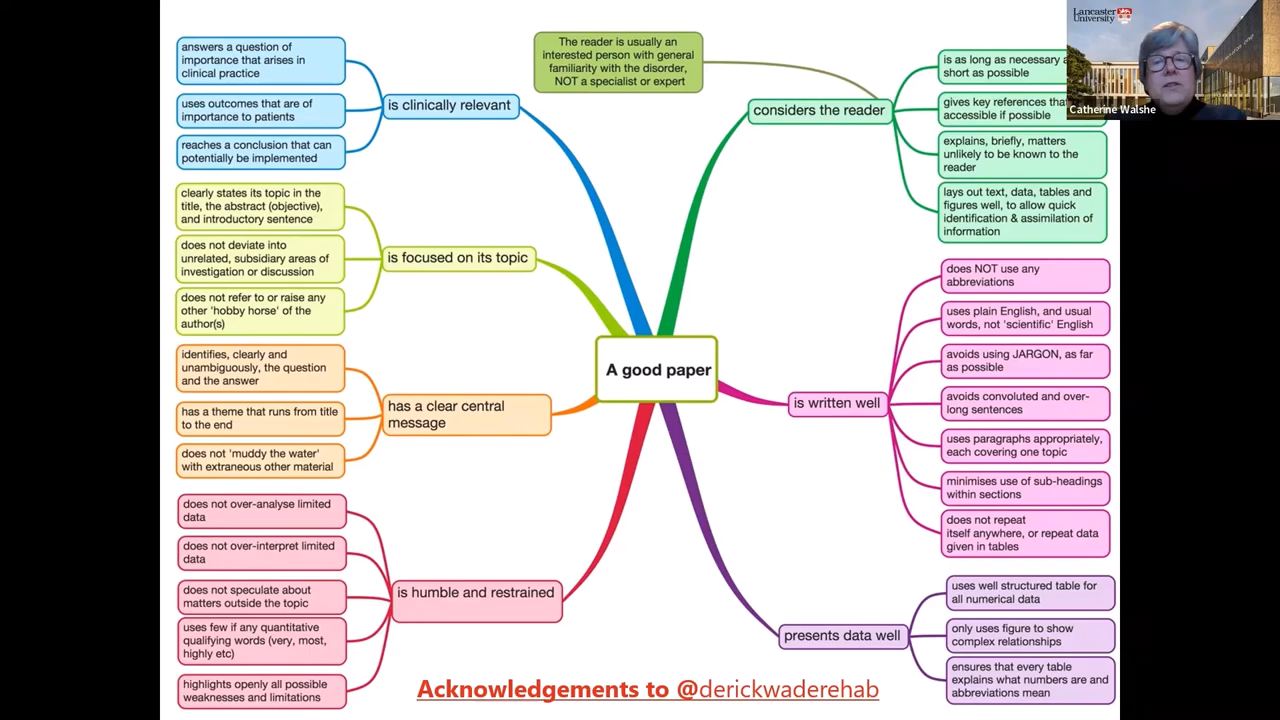 answers a question of
importance that arises in
clinical practice
uses outcomes that are of
importance to patients
reaches a conclusion that can
potentially be implemented
is clinically relevant
clearly states its topic in the
title, the abstract (objective),
and introductory sentence
does not deviate into
unrelated, subsidiary areas of
investigation or discussion
does not refer to or raise any
other 'hobby horse' of the
author(s)
is focused on its topic
identifies, clearly and
unambiguously, the question
and the answer
has a theme that runs from title
to the end
does not 'muddy the water'
with extraneous other material
has a clear central
message
does not over-analyse limited
data
does not over-interpret limited
data
does not speculate about
matters outside the topic
uses few if any quantitative
qualifying words (very, most,
highly etc)
highlights openly all possible
weaknesses and limitations
is humble and restrained
A good paper
The reader is usually an
interested person with general
familiarity with the disorder,
NOT a specialist or expert
considers the reader
is as long as necessary
short as possible
gives key references
accessible if possible
explains, briefly, matters
unlikely to be known to the
reader
lays out text, data, tables and
figures well, to allow quick
identification & assimilation of
information
is written well
does NOT use any
abbreviations
uses plain English, and usual
words, not 'scientific' English
avoids using JARGON, as far
as possible
avoids convoluted and over-
long sentences
uses paragraphs appropriately,
each covering one topic
minimises use of sub-headings
within sections
does not repeat
itself anywhere, or repeat data
given in tables
presents data well
uses well structured table for
all numerical data
only uses figure to show
complex relationships
ensures that every table
explains what numbers are and
abbreviations mean
Acknowledgements to @derickwaderehab
Lancaster
University
Catherine Walshe